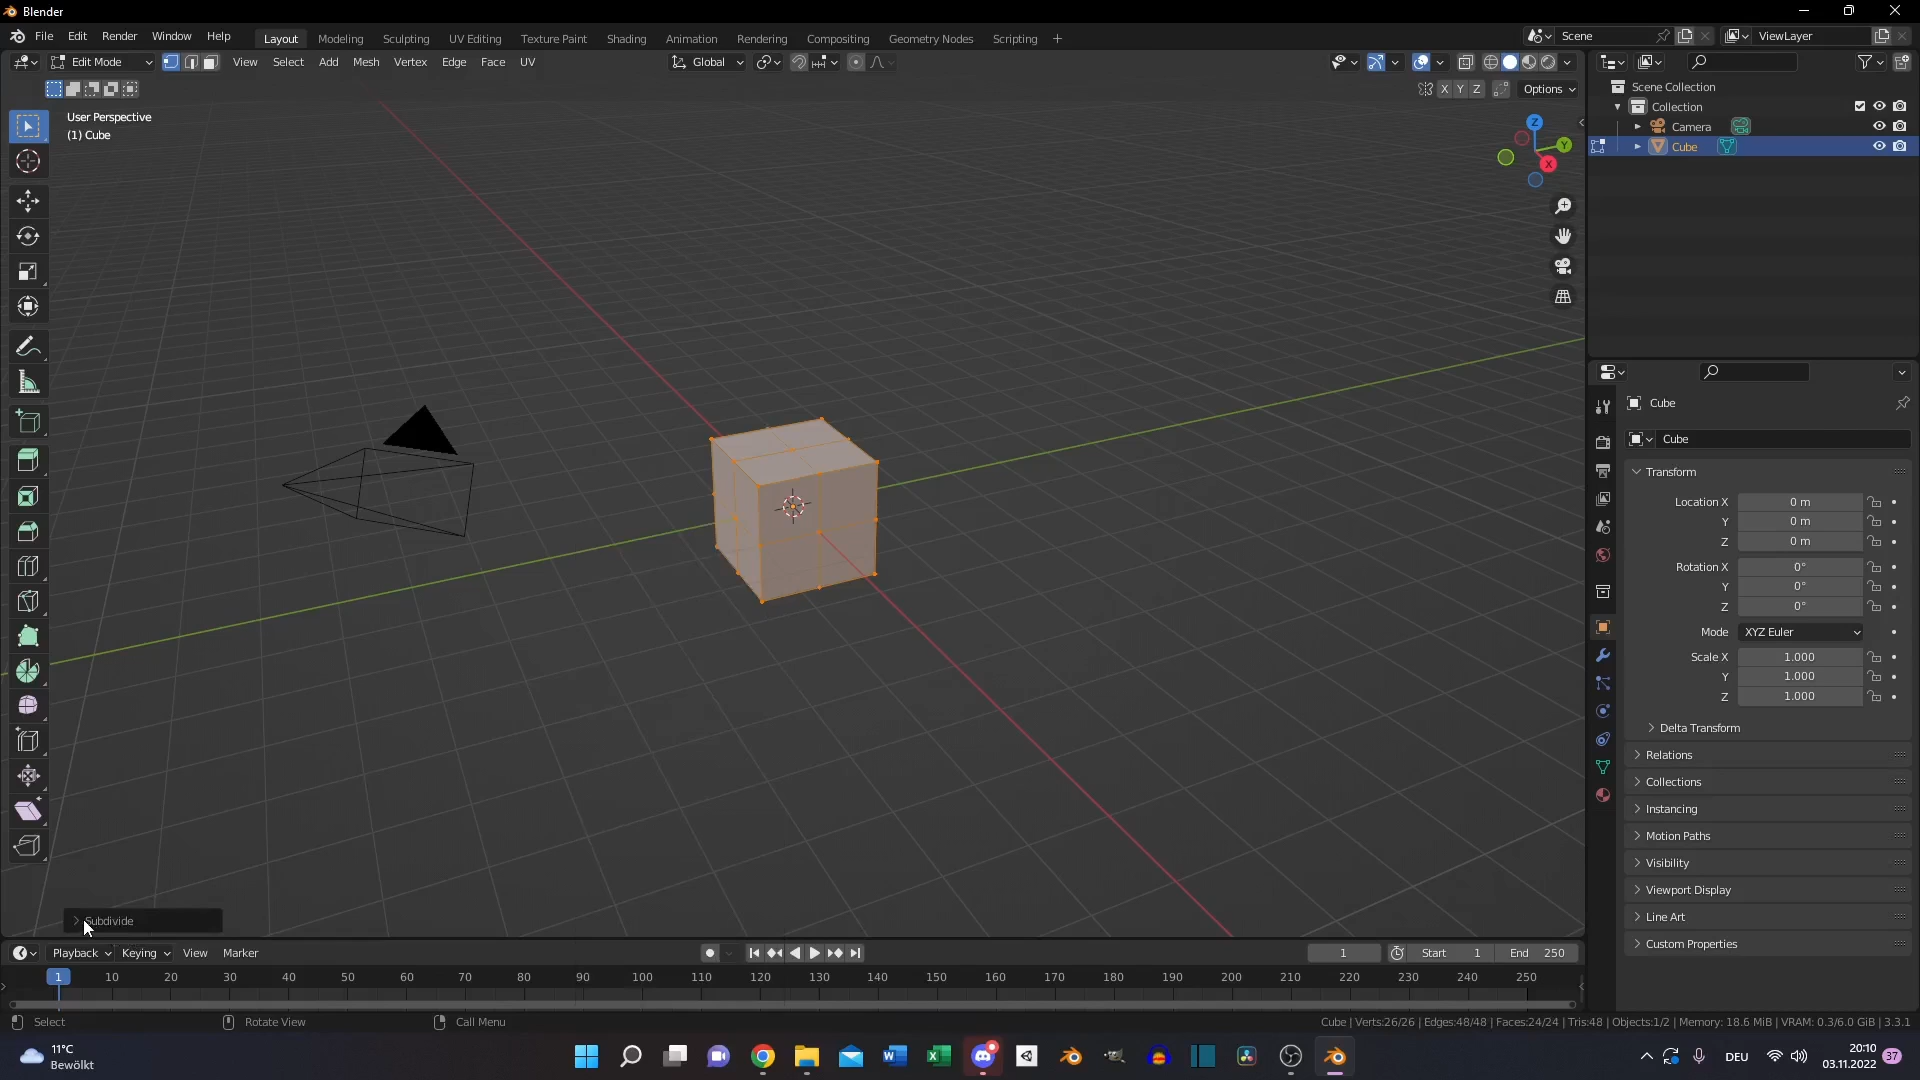 Blender
File Edit Render Window Help
Layout Modeling Sculpting UV Editing Texture Paint Shading Animation Rendering Compositing Geometry Nodes Scripting +
Scene
ViewLayer
Edit Mode
View Select Add Mesh Vertex Edge Face UV
Global
X Y Z
Options
User Perspective
(1) Cube
Z
Y
X
Scene Collection
Collection
Camera
Cube
Cube
Cube
Transform
Location X 0 m
Y 0 m
Z 0 m
Rotation X 0°
Y 0°
Z 0°
Mode XYZ Euler
Scale X 1.000
Y 1.000
Z 1.000
Delta Transform
Relations
Collections
Instancing
Motion Paths
Visibility
Viewport Display
Line Art
Custom Properties
Subdivide
Playback Keying View Marker
1
Start 1
End 250
1 10 20 30 40 50 60 70 80 90 100 110 120 130 140 150 160 170 180 190 200 210 220 230 240 250
Select
Rotate View
Call Menu
Cube | Verts:26/26 | Edges:48/48 | Faces:24/24 | Tris:48 | Objects:1/2 | Memory: 18.6 MiB | VRAM: 0.3/6.0 GiB | 3.3.1
11°C
Bewölkt
DEU
20:10
03.11.2022
37